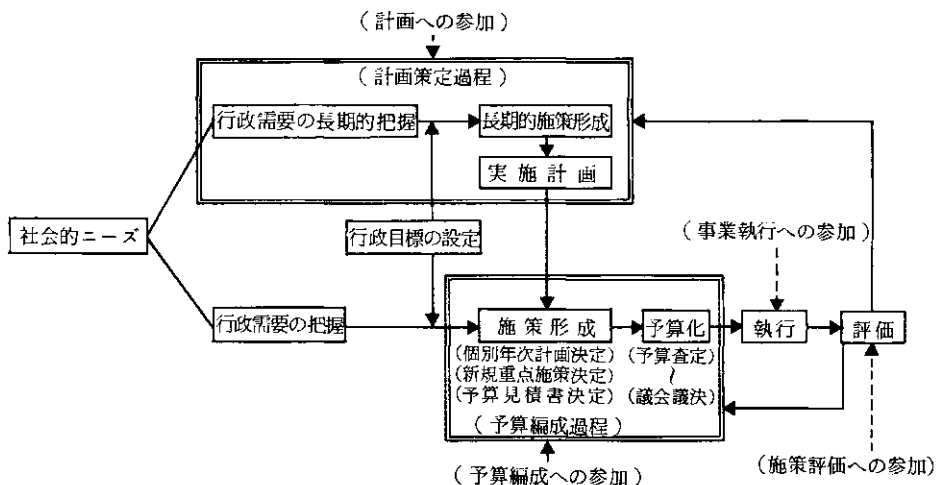 (計画への参加)
(計画策定過程)
行政需要の長期的把握
長期的施策形成
実施計画
社会的ニーズ
行政目標の設定
(事業執行への参加)
行政需要の把握
施策形成
予算化
執行
評価
(個別年次計画決定)
(予算査定)
(新規重点施策決定)
〜
(予算見積書決定)
(議会議決)
(予算編成過程)
(予算編成への参加)
(施策評価への参加)